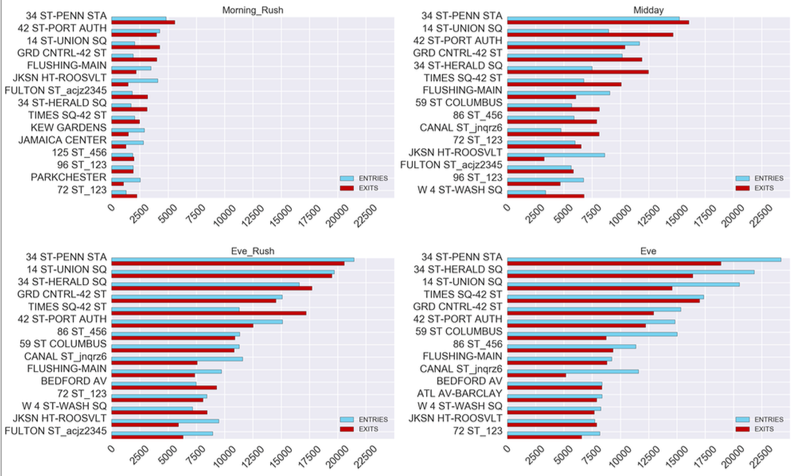 Morning_Rush
34 ST-PENN STA
42 ST-PORT AUTH
14 ST-UNION SQ
GRD CNTRL-42 ST
FLUSHING-MAIN
JKSN HT-ROOSVLT
FULTON ST_acjz2345
34 ST-HERALD SQ
TIMES SQ-42 ST
KEW GARDENS
JAMAICA CENTER
125 ST_456
96 ST_123
PARKCHESTER
72 ST_123
ENTRIES
EXITS
0 2500 5000 7500 10000 12500 15000 17500 20000 22500
Midday
34 ST-PENN STA
14 ST-UNION SQ
42 ST-PORT AUTH
GRD CNTRL-42 ST
34 ST-HERALD SQ
TIMES SQ-42 ST
FLUSHING-MAIN
59 ST COLUMBUS
86 ST_456
CANAL ST_jnqrz6
72 ST_123
JKSN HT-ROOSVLT
FULTON ST_acjz2345
96 ST_123
W 4 ST-WASH SQ
ENTRIES
EXITS
0 2500 5000 7500 10000 12500 15000 17500 20000 22500
Eve_Rush
34 ST-PENN STA
14 ST-UNION SQ
34 ST-HERALD SQ
GRD CNTRL-42 ST
TIMES SQ-42 ST
42 ST-PORT AUTH
86 ST_456
59 ST COLUMBUS
CANAL ST_jnqrz6
FLUSHING-MAIN
BEDFORD AV
72 ST_123
W 4 ST-WASH SQ
JKSN HT-ROOSVLT
FULTON ST_acjz2345
ENTRIES
EXITS
0 2500 5000 7500 10000 12500 15000 17500 20000 22500
Eve
34 ST-PENN STA
34 ST-HERALD SQ
14 ST-UNION SQ
TIMES SQ-42 ST
GRD CNTRL-42 ST
42 ST-PORT AUTH
59 ST COLUMBUS
86 ST_456
FLUSHING-MAIN
CANAL ST_jnqrz6
BEDFORD AV
ATL AV-BARCLAY
W 4 ST-WASH SQ
JKSN HT-ROOSVLT
72 ST_123
ENTRIES
EXITS
0 2500 5000 7500 10000 12500 15000 17500 20000 22500